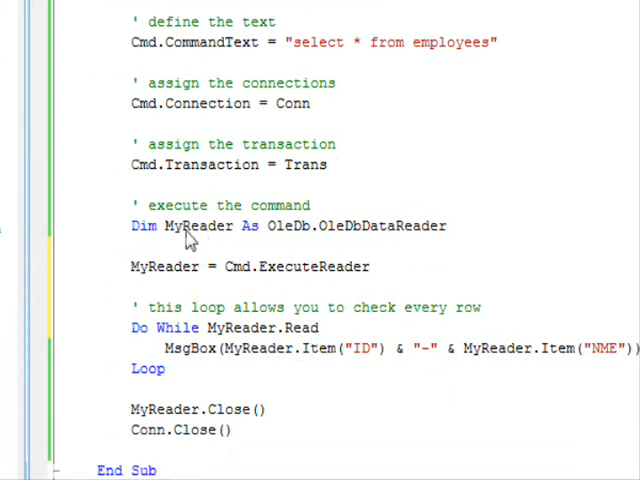 ' define the text
Cmd.CommandText = "select * from employees"
' assign the connections
Cmd.Connection = Conn
' assign the transaction
Cmd.Transaction = Trans
' execute the command
Dim MyReader As OleDb.OleDbDataReader
MyReader = Cmd.ExecuteReader
' this loop allows you to check every row
Do While MyReader.Read
MsgBox(MyReader.Item("ID") & "-" & MyReader.Item("NME"))
Loop
MyReader.Close()
Conn.Close()
End Sub